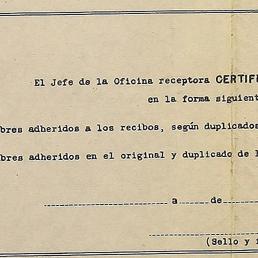 El Jefe de la Oficina receptora CERTIFI
en la forma siguient
bres adheridos a los recibos, según duplicados
bres adheridos en el original y duplicado de
a de
(Sello y